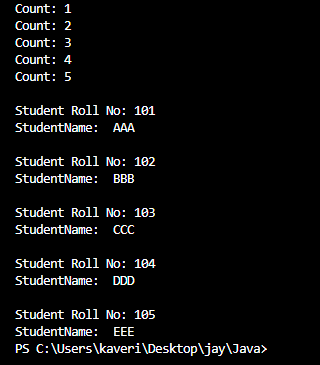 Count: 1
Count: 2
Count: 3
Count: 4
Count: 5
Student Roll No: 101
StudentName:  AAA
Student Roll No: 102
StudentName:  BBB
Student Roll No: 103
StudentName:  CCC
Student Roll No: 104
StudentName:  DDD
Student Roll No: 105
StudentName:  EEE
PS C:\Users\kaveri\Desktop\jay\Java>